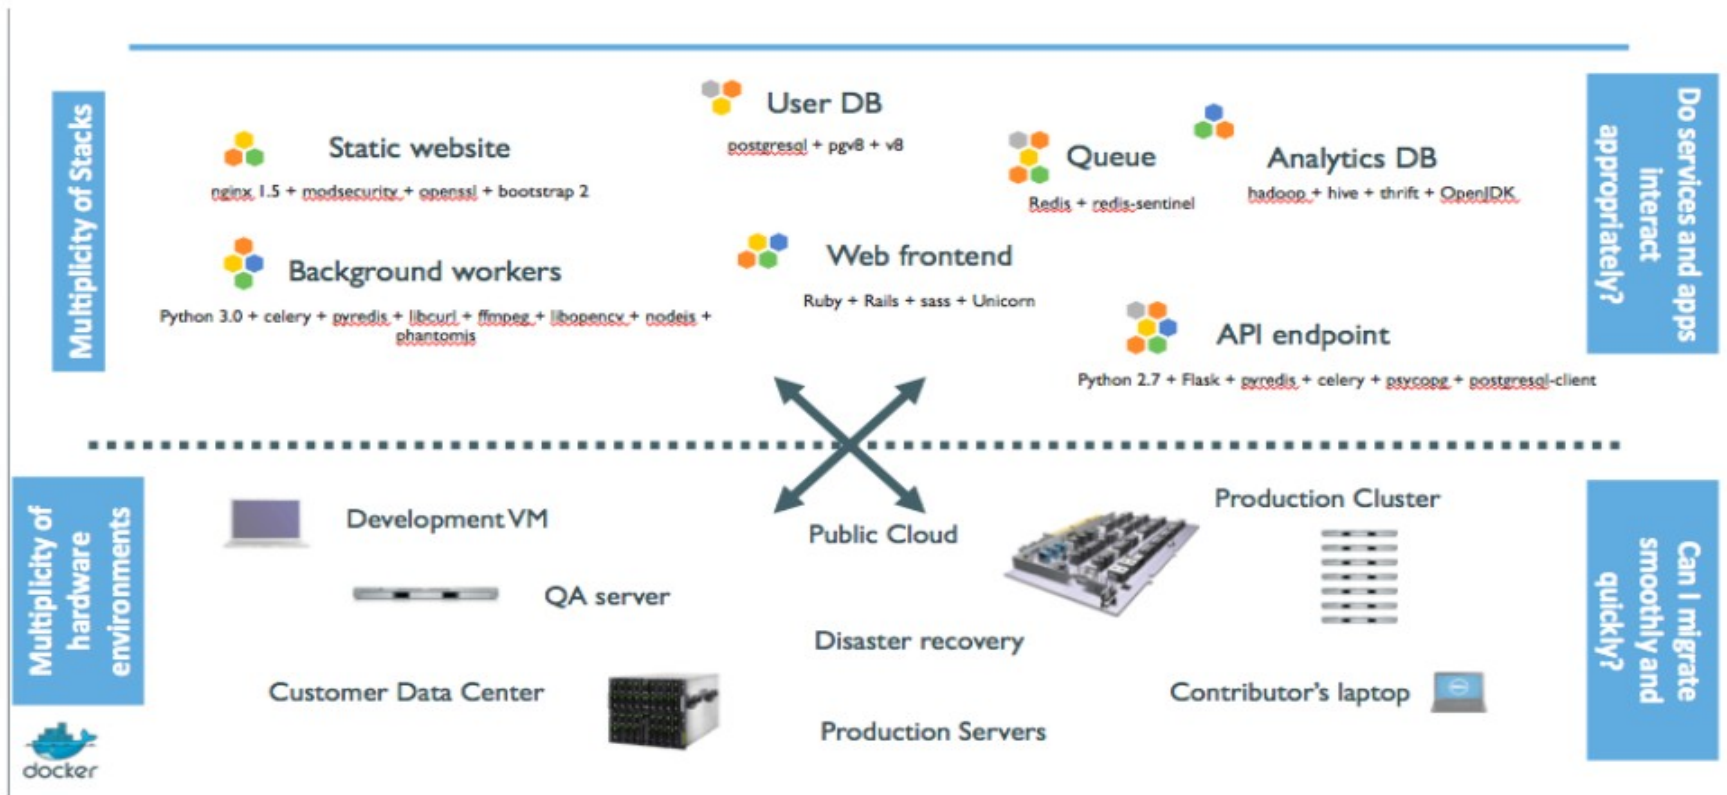 Multiplicity of Stacks
Do services and apps
interact
appropriately?
User DB
postgresql + pgv8 + v8
Static website
nginx 1.5 + modsecurity + openssl + bootstrap 2
Queue
Redis + redis-sentinel
Analytics DB
hadoop + hive + thrift + OpenJDK
Background workers
Python 3.0 + celery + pyredis + libcurl + ffmpeg + libopencv + nodejs +
phantomjs
Web frontend
Ruby + Rails + sass + Unicorn
API endpoint
Python 2.7 + Flask + pyredis + celery + psycopg + postgresql-client
Multiplicity of
hardware
environments
Can I migrate
smoothly and
quickly?
Development VM
Public Cloud
Production Cluster
QA server
Disaster recovery
Customer Data Center
Contributor's laptop
Production Servers
docker